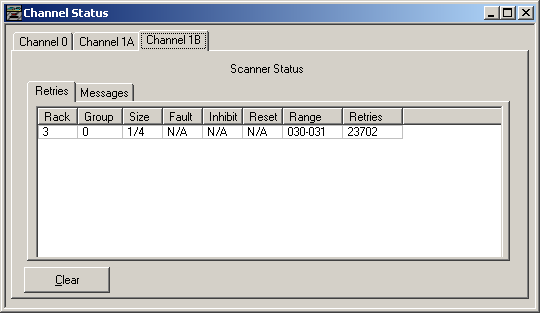 Channel Status
Channel 0 Channel 1A Channel 1B
Scanner Status
Retries Messages
Rack Group Size Fault Inhibit Reset Range Retries
3 0 1/4 N/A N/A N/A 030-031 23702
Clear